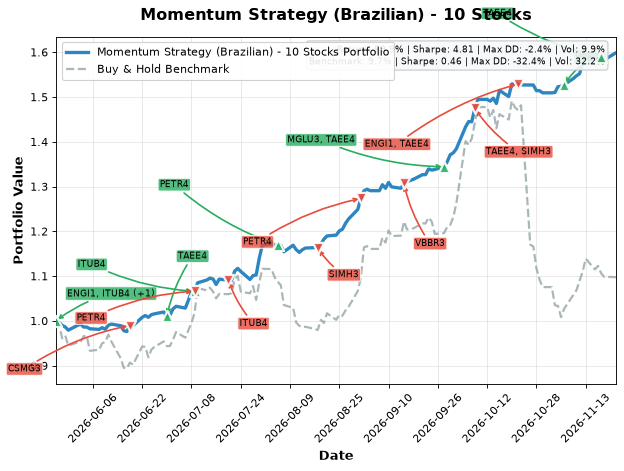 Momentum Strategy (Brazilian) - 10 Stocks
Momentum Strategy (Brazilian) - 10 Stocks Portfolio
Buy & Hold Benchmark
% | Sharpe: 4.81 | Max DD: -2.4% | Vol: 9.9%
| Sharpe: 0.46 | Max DD: -32.4% | Vol: 32.2
Portfolio Value
1.6
1.5
1.4
1.3
1.2
1.1
1.0
MGLU3, TAEE4
ENGI1, TAEE4
TAEE4, SIMH3
PETR4
PETR4
VBBR3
TAEE4
ITUB4
SIMH3
ENGI1, ITUB4 (+1)
PETR4
ITUB4
CSMG3
2026-06-06
2026-06-22
2026-07-08
2026-07-24
2026-08-09
2026-08-25
2026-09-10
2026-09-26
2026-10-12
2026-10-28
2026-11-13
Date